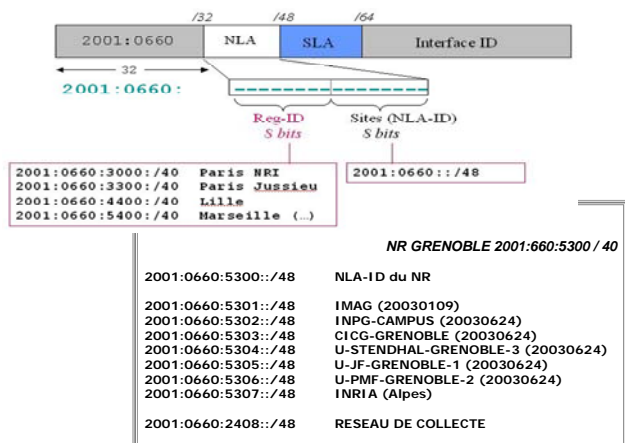 /32 /48 /64
2001:0660 NLA SLA Interface ID
32
2001:0660:
Reg-ID Sites (NLA-ID)
S bits S bits
2001:0660:3000:/40 Paris NRI
2001:0660:3300:/40 Paris Jussieu
2001:0660:4400:/40 Lille
2001:0660:5400:/40 Marseille (…)
2001:0660::/48
NR GRENOBLE 2001:660:5300 / 40
2001:0660:5300::/48 NLA-ID du NR
2001:0660:5301::/48 IMAG (20030109)
2001:0660:5302::/48 INPG-CAMPUS (20030624)
2001:0660:5303::/48 CICG-GRENOBLE (20030624)
2001:0660:5304::/48 U-STENDHAL-GRENOBLE-3 (20030624)
2001:0660:5305::/48 U-JF-GRENOBLE-1 (20030624)
2001:0660:5306::/48 U-PMF-GRENOBLE-2 (20030624)
2001:0660:5307::/48 INRIA (Alpes)
2001:0660:2408::/48 RESEAU DE COLLECTE